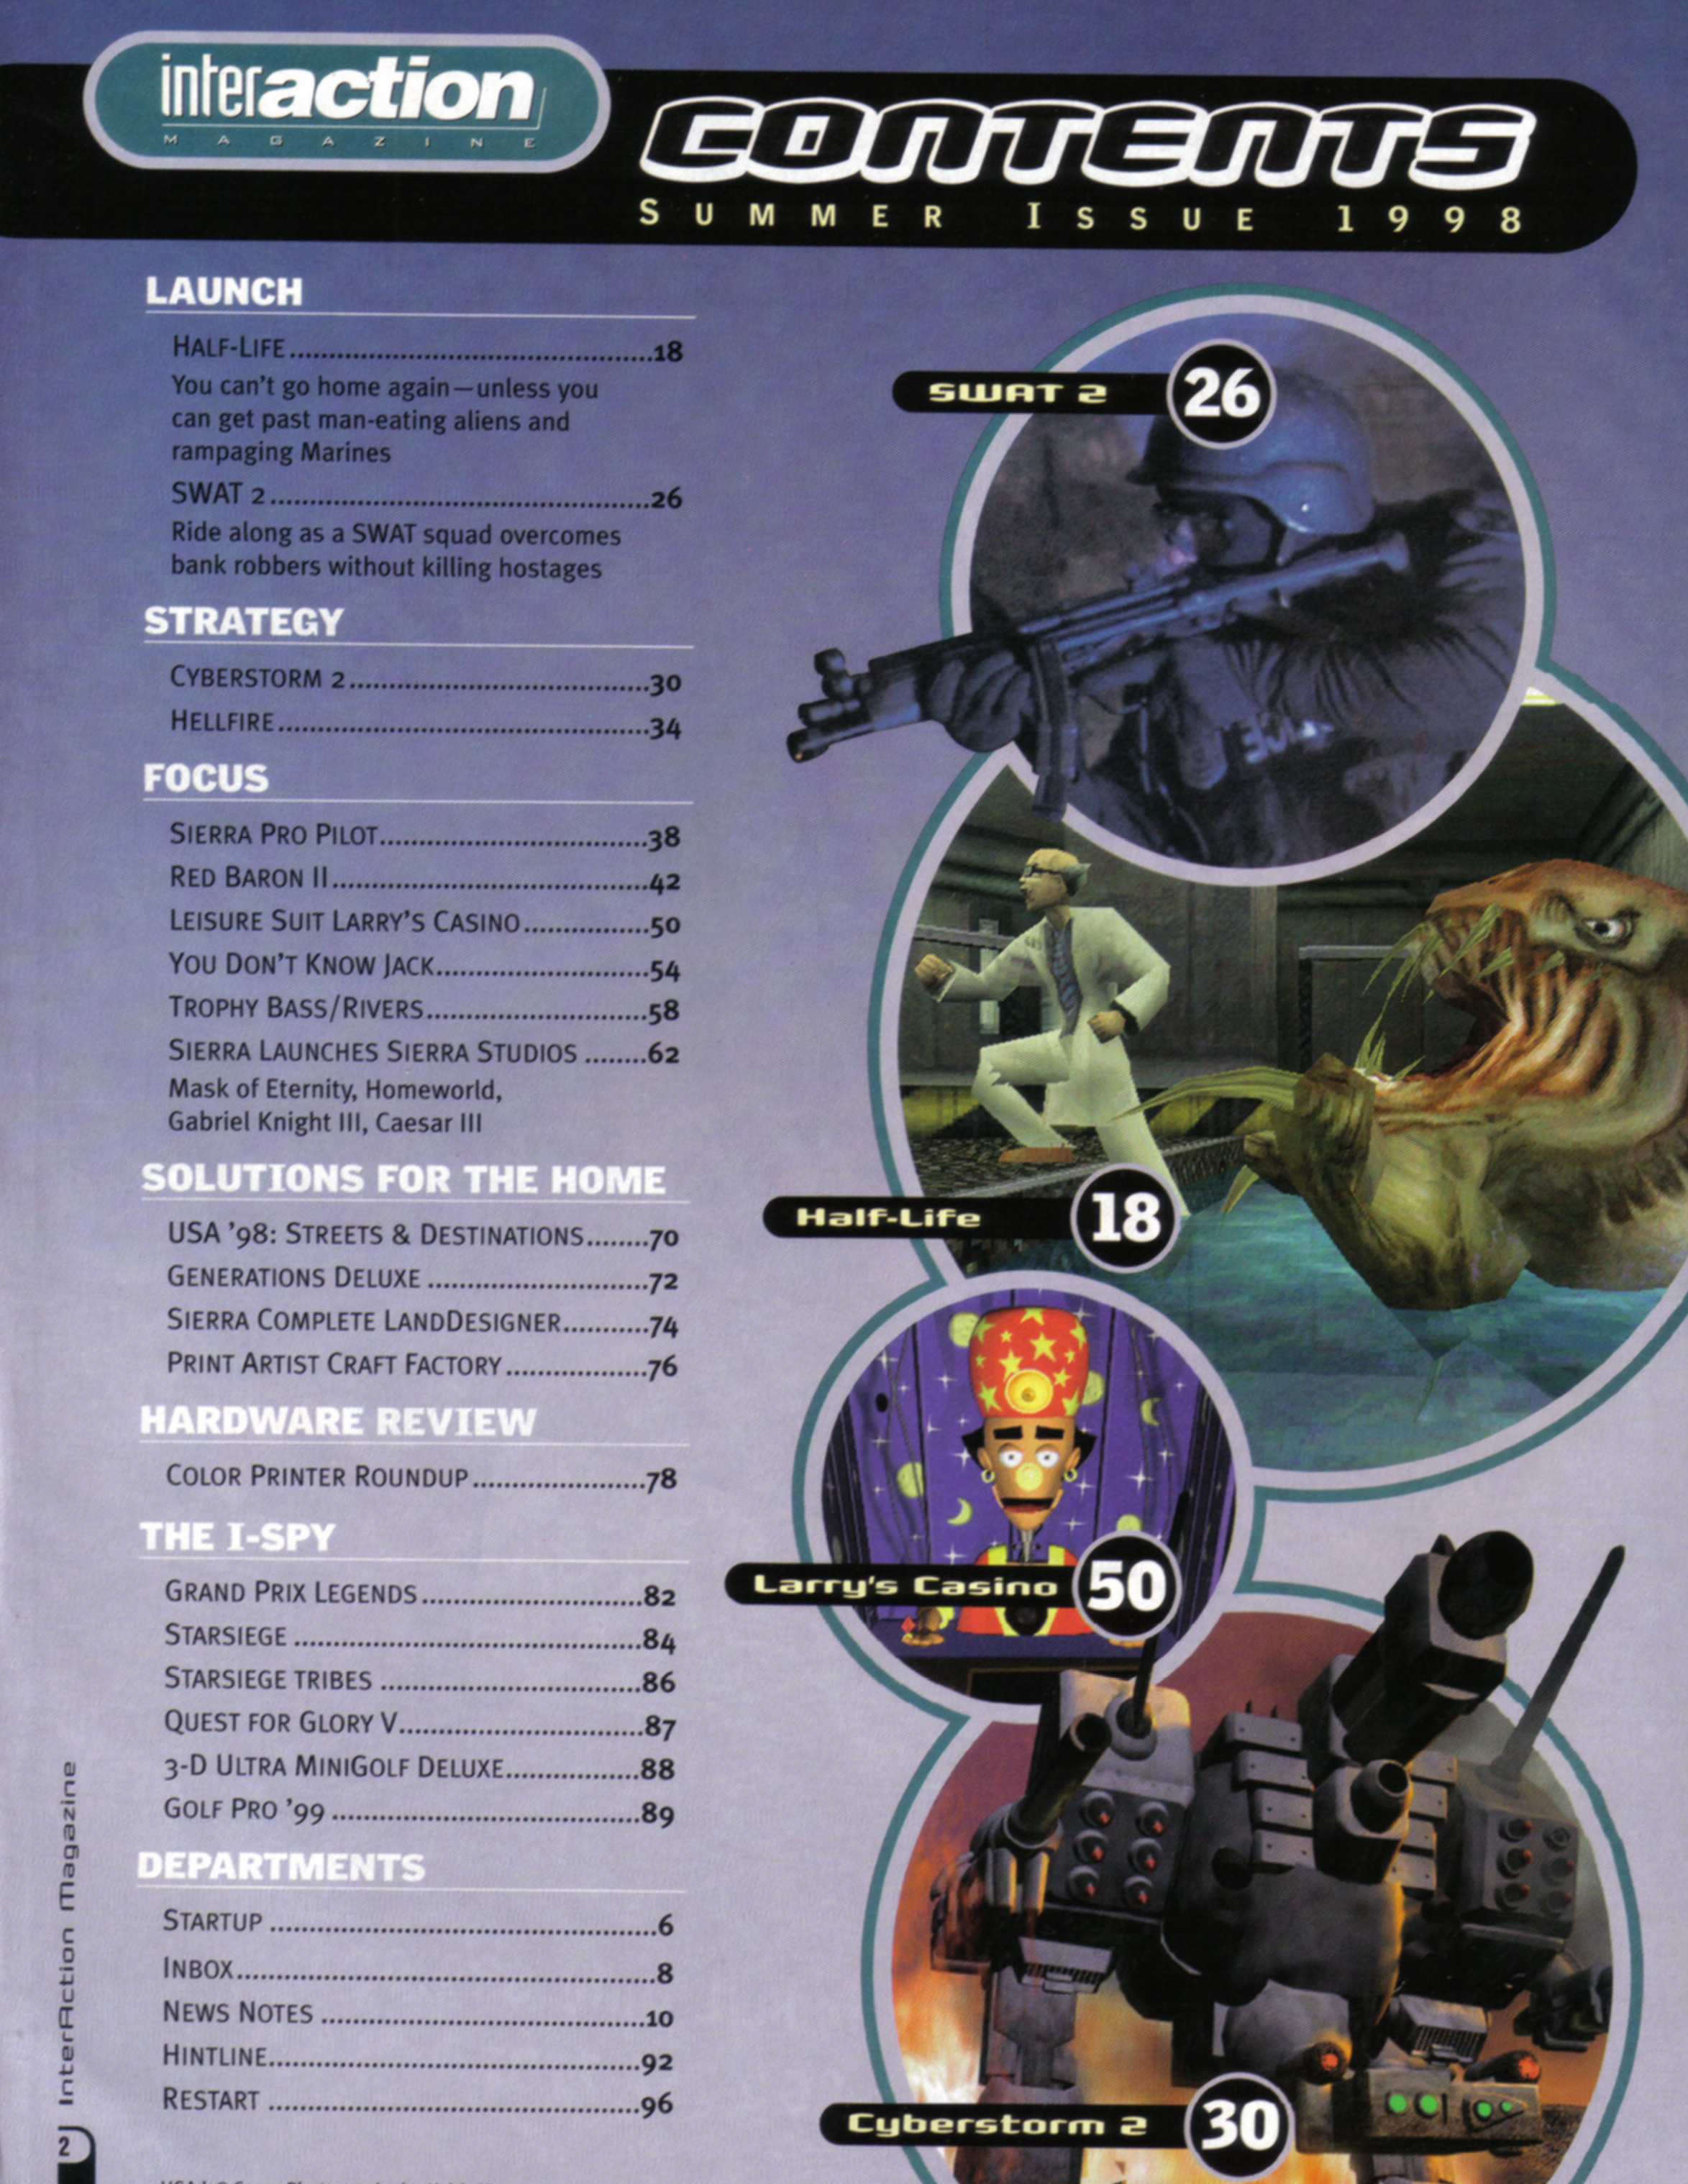 interaction
MAGAZINE
CONTENTS
SUMMER ISSUE 1998
LAUNCH
HALF-LIFE.................................................18
You can't go home again—unless you
can get past man-eating aliens and
rampaging Marines
SWAT 2.................................................26
Ride along as a SWAT squad overcomes
bank robbers without killing hostages
STRATEGY
CYBERSTORM 2......................................30
HELLFIRE...............................................34
FOCUS
SIERRA PRO PILOT..................................38
RED BARON II........................................42
LEISURE SUIT LARRY'S CASINO................50
YOU DON'T KNOW JACK...........................54
TROPHY BASS/RIVERS............................58
SIERRA LAUNCHES SIERRA STUDIOS ........62
Mask of Eternity, Homeworld,
Gabriel Knight III, Caesar III
SOLUTIONS FOR THE HOME
USA '98: STREETS & DESTINATIONS........70
GENERATIONS DELUXE ............................72
SIERRA COMPLETE LANDDESIGNER...........74
PRINT ARTIST CRAFT FACTORY..................76
HARDWARE REVIEW
COLOR PRINTER ROUNDUP......................78
THE I-SPY
GRAND PRIX LEGENDS............................82
STARSIEGE ............................................84
STARSIEGE TRIBES .................................86
QUEST FOR GLORY V...............................87
3-D ULTRA MINIGOLF DELUXE.................88
GOLF PRO '99 .......................................89
DEPARTMENTS
STARTUP .................................................6
INBOX.....................................................8
NEWS NOTES .........................................10
HINTLINE...............................................92
RESTART ...............................................96
SWAT 2
26
Half-Life
18
Larry's Casino
50
Cyberstorm 2
30
InterAction Magazine
2